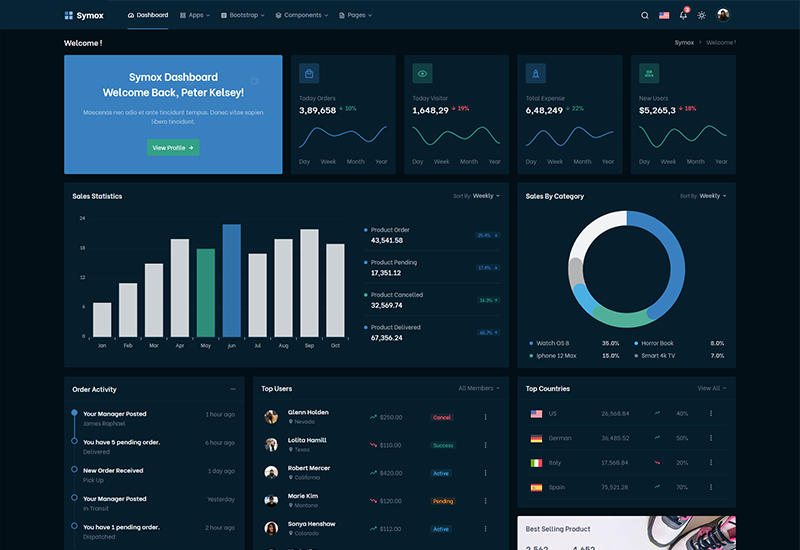 Symox Dashboard Apps Bootstrap Components Pages 3
Welcome !
Symox > Welcome !
Symox Dashboard
Welcome Back, Peter Kelsey!
Maecenas nec odio et ante tincidunt tempus. Donec vitae sapien
libero tincidunt.
View Profile →
Today Orders
3,89,658 ↑ 10%
Day Week Month Year
Today Visitor
1,648,29 ↓ 19%
Day Week Month Year
Total Expense
6,48,249 ↓ 22%
Day Week Month Year
New Users
$5,265,3 ↓ 18%
Day Week Month Year
Sales Statistics
Sort By: Weekly
24
18
12
6
0
Jan Feb Mar Apr May jun Jul Aug Sep Oct
Product Order
43,541.58
25.4%
Product Pending
17,351.12
17.4%
Product Cancelled
32,569.74
Product Delivered
67,356.24
Sales By Category
Sort By: Weekly
Watch OS 8 35.0%
Horror Book 8.0%
Iphone 12 Max 15.0%
Smart 4k TV 7.0%
Order Activity
Your Manager Posted 1 hour ago
James Raphael
You have 5 pending order. 6 hour ago
Delivered
New Order Received 1 day ago
Pick Up
Your Manager Posted Yesterday
In Transit
You have 1 pending order. 2 hour ago
Dispatched
Top Users
All Members
Glenn Holden
Nevada
$250.00 Cancel
Lolita Hamill
Texas
$110.00 Success
Robert Mercer
California
$420.00 Active
Marie Kim
Montana
$120.00 Pending
Sonya Henshaw
Colorado
$112.00 Active
Top Countries
View All
US 26,568.84 40%
German 36,485.52 50%
Italy 17,568.84 20%
Spain 75,521.28 70%
Best Selling Product
2,562 4,652